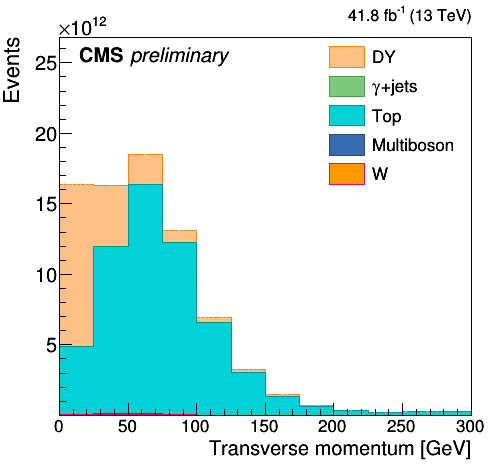 41.8 fb⁻¹ (13 TeV)
×10¹²
CMS preliminary
Events
DY
γ+jets
Top
Multiboson
W
25
20
15
10
5
0 50 100 150 200 250 300
Transverse momentum [GeV]